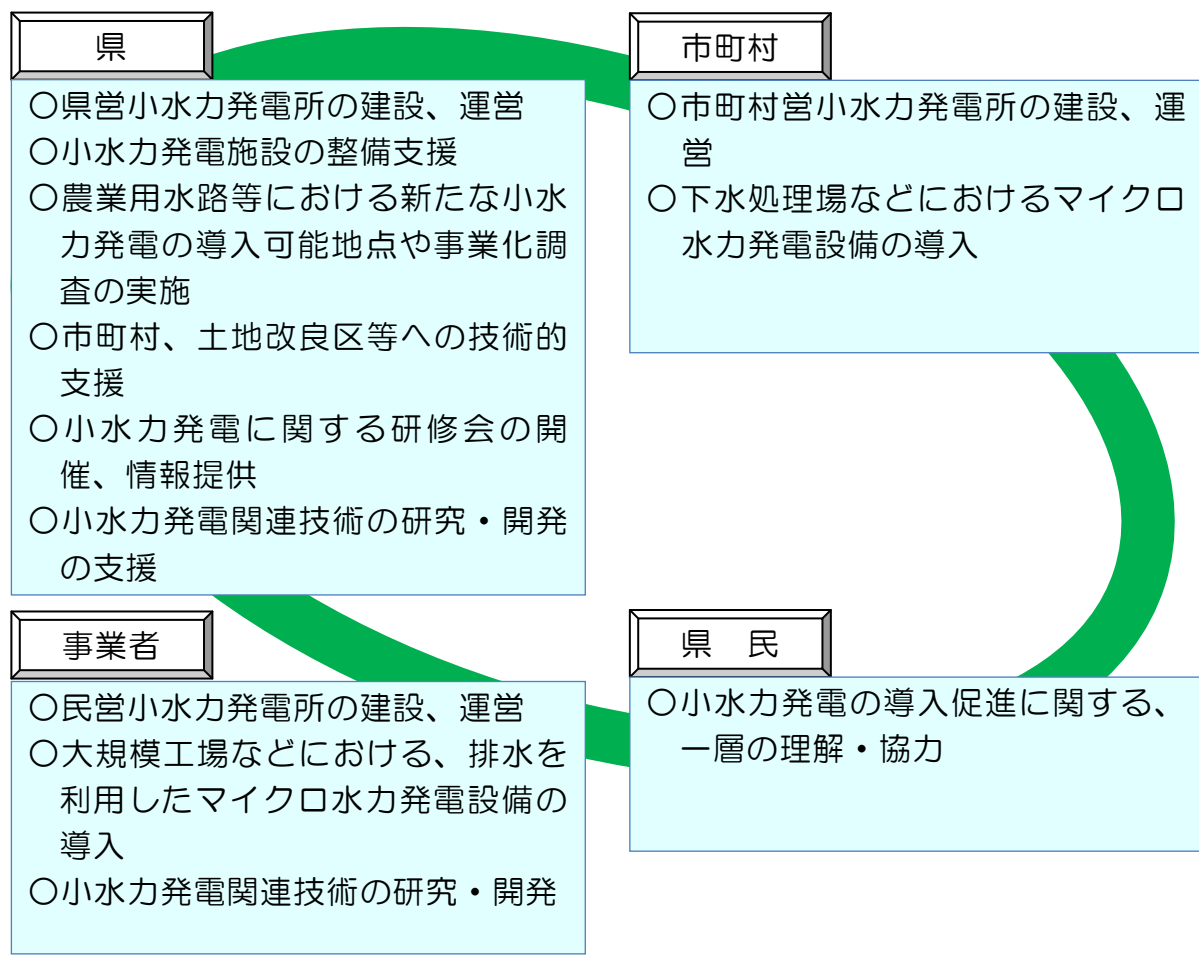 県
〇県営小水力発電所の建設、運営
〇小水力発電施設の整備支援
〇農業用水路等における新たな小水
力発電の導入可能地点や事業化調
査の実施
〇市町村、土地改良区等への技術的
支援
〇小水力発電に関する研修会の開
催、情報提供
〇小水力発電関連技術の研究・開発
の支援
市町村
〇市町村営小水力発電所の建設、運
営
〇下水処理場などにおけるマイクロ
水力発電設備の導入
事業者
〇民営小水力発電所の建設、運営
〇大規模工場などにおける、排水を
利用したマイクロ水力発電設備の
導入
〇小水力発電関連技術の研究・開発
県　民
〇小水力発電の導入促進に関する、
一層の理解・協力